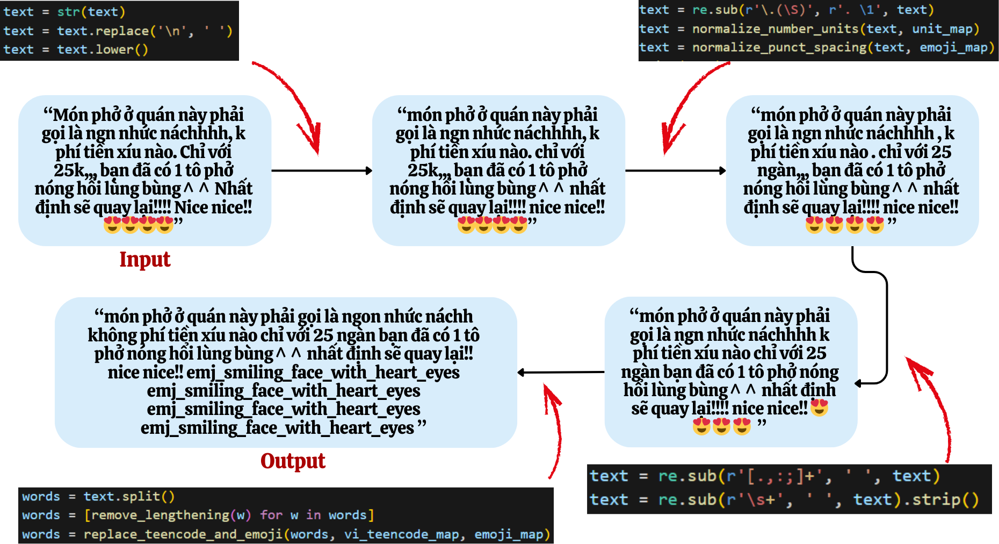 text = str(text)
text = text.replace('\n', ' ')
text = text.lower()
text = re.sub(r'\.(\S)', r'. \1', text)
text = normalize_number_units(text, unit_map)
text = normalize_punct_spacing(text, emoji_map)
“Món phở ở quán này phải
gọi là ngn nhức náchhhh, k
phí tiền xíu nào. Chỉ với
25k,,, bạn đã có 1 tô phở
nóng hổi lùng bùng^ ^ Nhất
định sẽ quay lại!!!! Nice nice!!
😍😍😍😍”
Input
“món phở ở quán này phải
gọi là ngn nhức náchhhh, k
phí tiền xíu nào. chỉ với
25k,,, bạn đã có 1 tô phở
nóng hổi lùng bùng^ ^ nhất
định sẽ quay lại!!!! nice nice!!
😍😍😍😍”
“món phở ở quán này phải
gọi là ngn nhức náchhhh , k
phí tiền xíu nào . chỉ với 25
ngàn,,, bạn đã có 1 tô phở
nóng hổi lùng bùng^ ^ nhất
định sẽ quay lại!!!! nice nice!!
😍 😍 😍 😍 ”
“món phở ở quán này phải
gọi là ngn nhức náchhhh k
phí tiền xíu nào chỉ với 25
ngàn bạn đã có 1 tô phở nóng
hổi lùng bùng^ ^ nhất định
sẽ quay lại!!!! nice nice!! 😍
😍 😍 😍 ”
text = re.sub(r'[.,:;]+', ' ', text)
text = re.sub(r'\s+', ' ', text).strip()
“món phở ở quán này phải gọi là ngon nhức náchh
không phí tiền xíu nào chỉ với 25 ngàn bạn đã có 1 tô
phở nóng hổi lùng bùng^ ^ nhất định sẽ quay lại!!
nice nice!! emj_smiling_face_with_heart_eyes
emj_smiling_face_with_heart_eyes
emj_smiling_face_with_heart_eyes
emj_smiling_face_with_heart_eyes ”
Output
words = text.split()
words = [remove_lengthening(w) for w in words]
words = replace_teencode_and_emoji(words, vi_teencode_map, emoji_map)